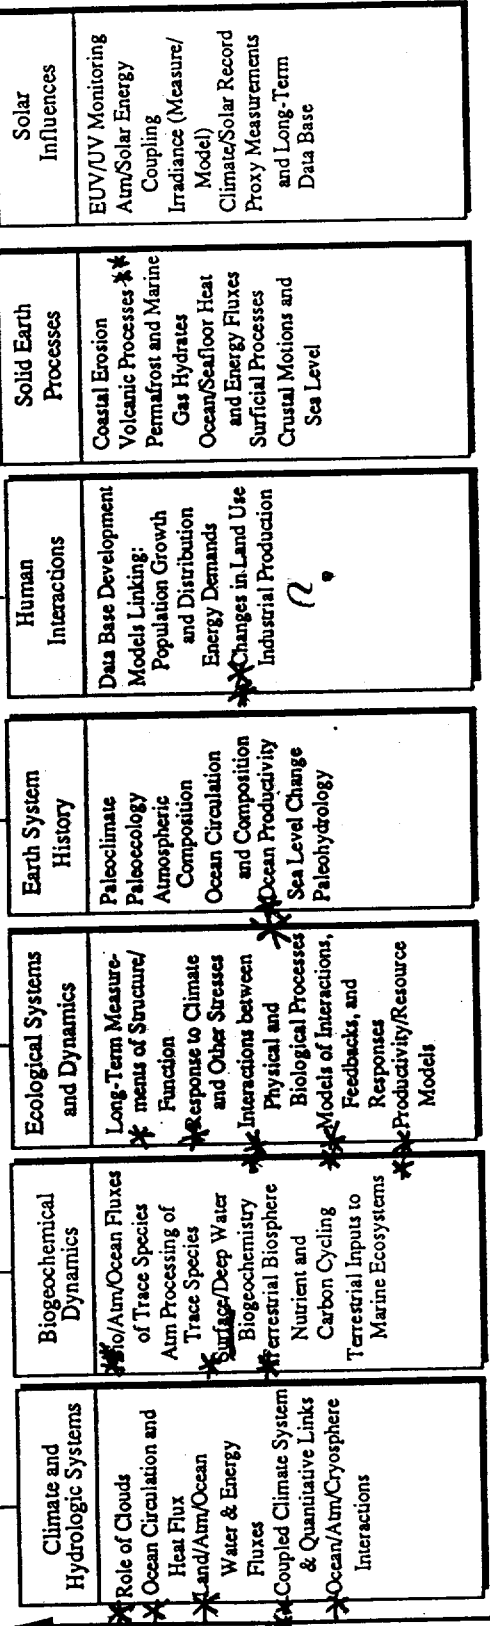 Climate and
Hydrologic Systems
Role of Clouds
Ocean Circulation and
Heat Flux
Land/Atm/Ocean
Water & Energy
Fluxes
Coupled Climate System
& Quantitative Links
Ocean/Atm/Cryosphere
Interactions
Biogeochemical
Dynamics
Bio/Atm/Ocean Fluxes
of Trace Species
Atm Processing of
Trace Species
Surface/Deep Water
Biogeochemistry
Terrestrial Biosphere
Nutrient and
Carbon Cycling
Terrestrial Inputs to
Marine Ecosystems
Ecological Systems
and Dynamics
Long-Term Measure-
ments of Structure/
Function
Response to Climate
and Other Stresses
Interactions between
Physical and
Biological Processes
Models of Interactions,
Feedbacks, and
Responses
Productivity/Resource
Models
Earth System
History
Paleoclimate
Paleoecology
Atmospheric
Composition
Ocean Circulation
and Composition
Ocean Productivity
Sea Level Change
Paleohydrology
Human
Interactions
Data Base Development
Models Linking:
Population Growth
and Distribution
Energy Demands
Changes in Land Use
Industrial Production
?
Solid Earth
Processes
Coastal Erosion
Volcanic Processes
Permafrost and Marine
Gas Hydrates
Ocean/Seafloor Heat
and Energy Fluxes
Surficial Processes
Crustal Motions and
Sea Level
Solar
Influences
EUV/UV Monitoring
Atm/Solar Energy
Coupling
Irradiance (Measure/
Model)
Climate/Solar Record
Proxy Measurements
and Long-Term
Data Base